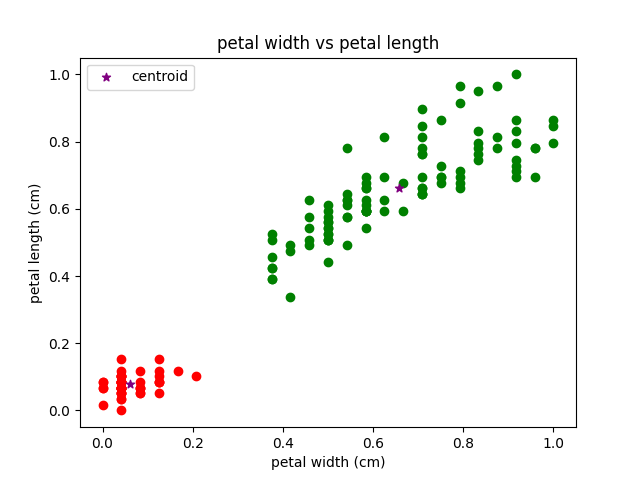 petal width vs petal length
centroid
1.0
0.8
0.6
0.4
0.2
0.0
petal length (cm)
0.0 0.2 0.4 0.6 0.8 1.0
petal width (cm)